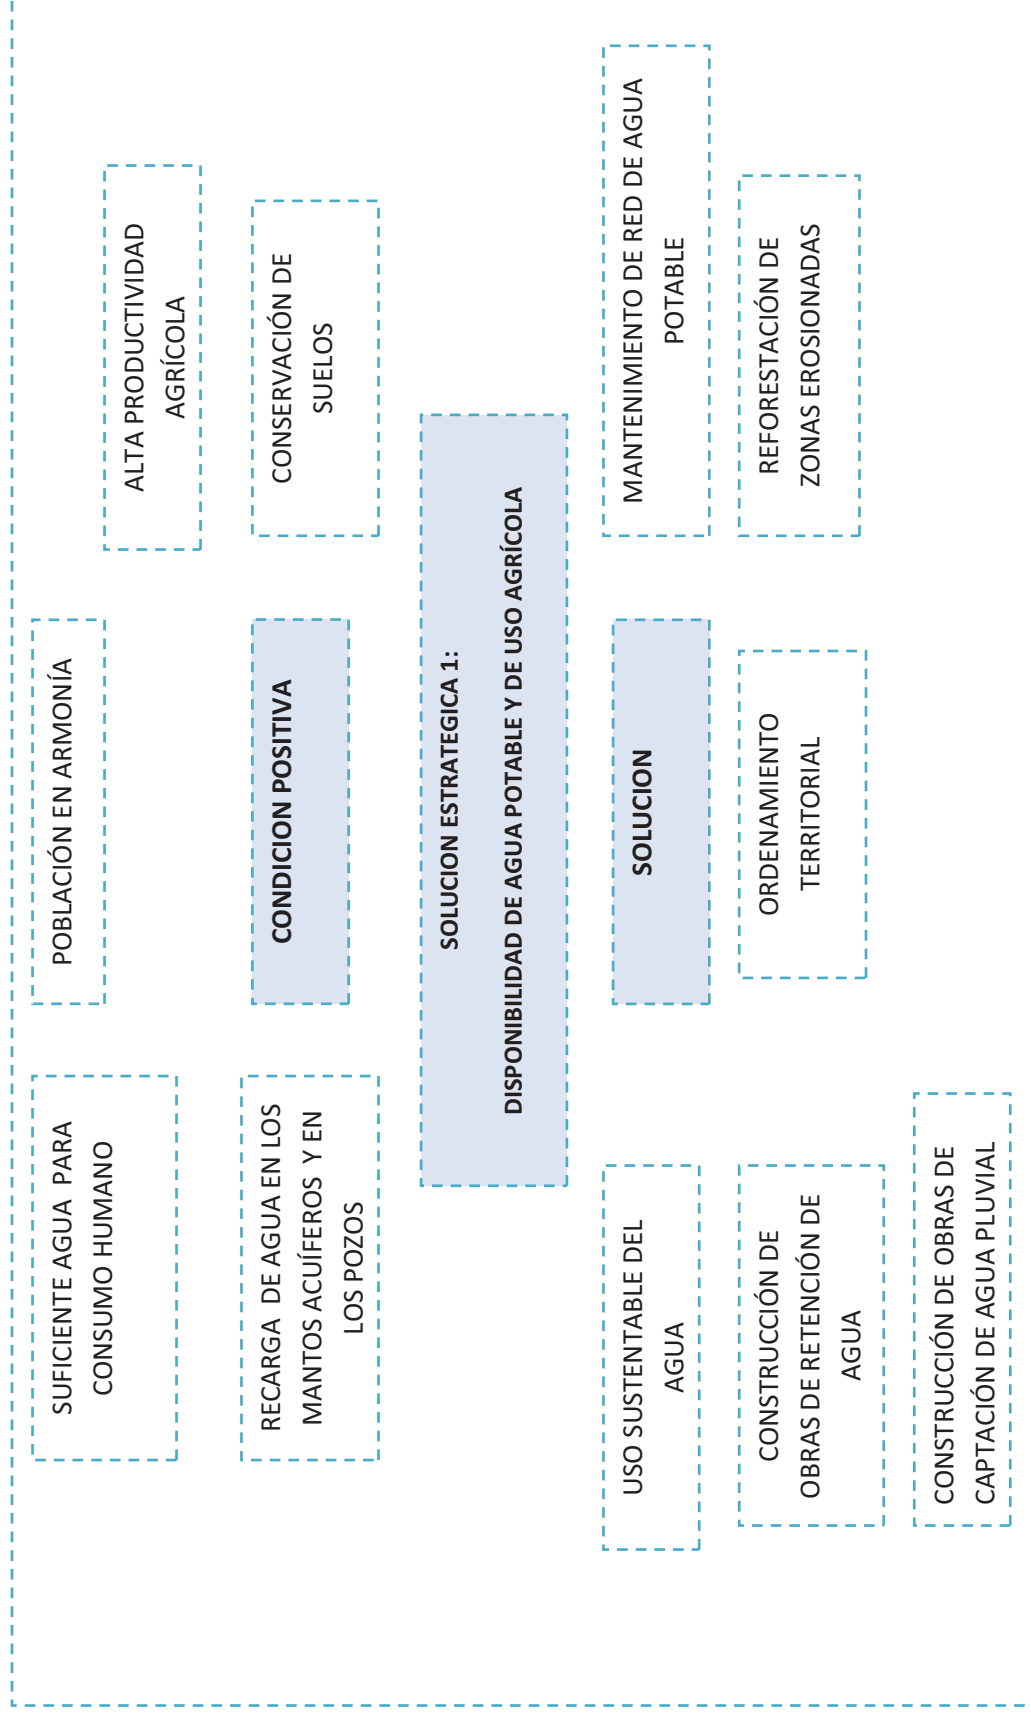 SUFICIENTE AGUA PARA
CONSUMO HUMANO
POBLACIÓN EN ARMONÍA
ALTA PRODUCTIVIDAD
AGRÍCOLA
RECARGA DE AGUA EN LOS
MANTOS ACUÍFEROS Y EN
LOS POZOS
CONDICION POSITIVA
CONSERVACIÓN DE
SUELOS
SOLUCION ESTRATEGICA 1:
DISPONIBILIDAD DE AGUA POTABLE Y DE USO AGRÍCOLA
USO SUSTENTABLE DEL
AGUA
SOLUCION
MANTENIMIENTO DE RED DE AGUA
POTABLE
CONSTRUCCIÓN DE
OBRAS DE RETENCIÓN DE
AGUA
ORDENAMIENTO
TERRITORIAL
REFORESTACIÓN DE
ZONAS EROSIONADAS
CONSTRUCCIÓN DE OBRAS DE
CAPTACIÓN DE AGUA PLUVIAL